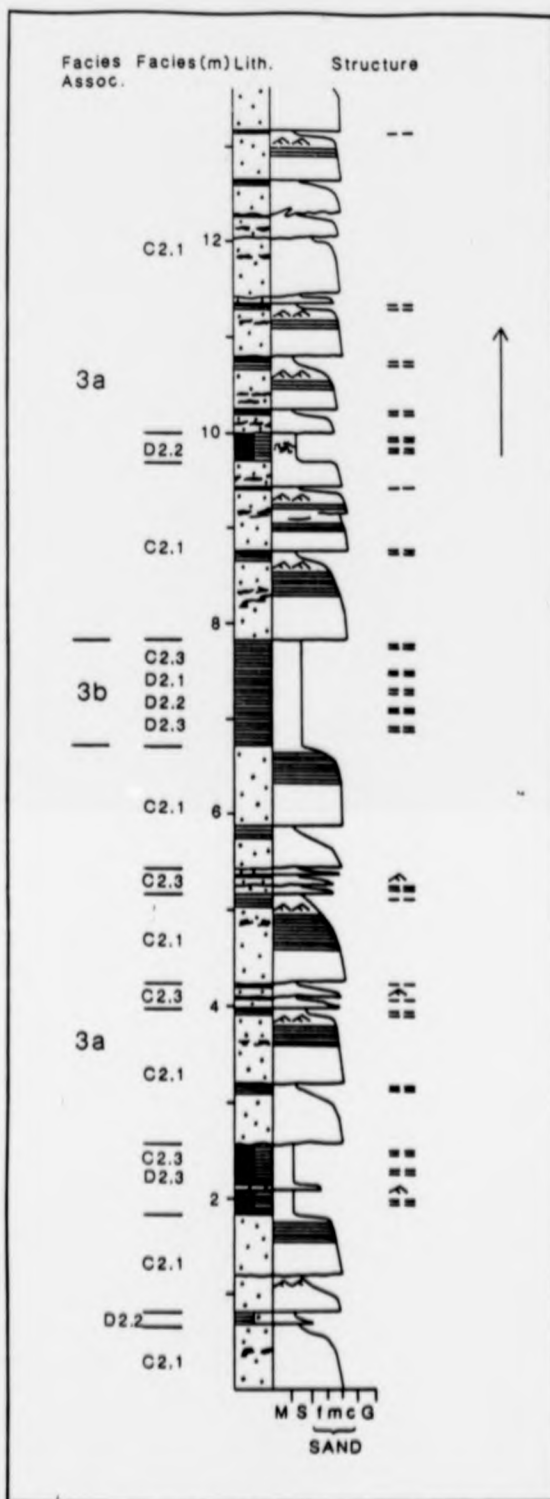 Facies Facies(m) Lith. Structure
Assoc.
12
C2.1
3a
10
D2.2
C2.1
8
C2.3
D2.1
3b
D2.2
D2.3
C2.1
6
C2.3
C2.1
C2.3
4
3a
C2.1
C2.3
D2.3
2
C2.1
D2.2
C2.1
M S f m c G
SAND